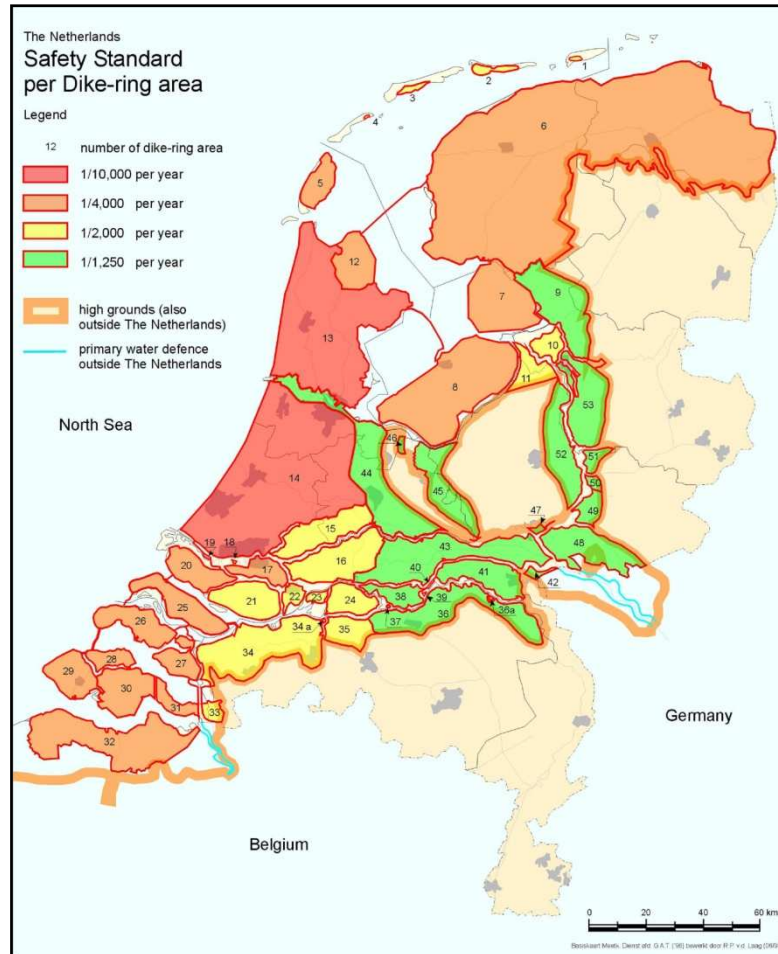 The Netherlands
Safety Standard
per Dike-ring area
Legend
12 number of dike-ring area
1/10,000 per year
1/4,000 per year
1/2,000 per year
1/1,250 per year
high grounds (also
outside The Netherlands)
primary water defence
outside The Netherlands
North Sea
Germany
Belgium
1
2
3
4
5
6
7
8
9
10
11
12
13
14
15
16
17
18
19
20
21
22
23
24
25
26
27
28
29
30
31
32
33
34
34 a
35
36
36a
37
38
39
40
41
42
43
44
45
46
47
48
49
50
51
52
53
0 20 40 60 km